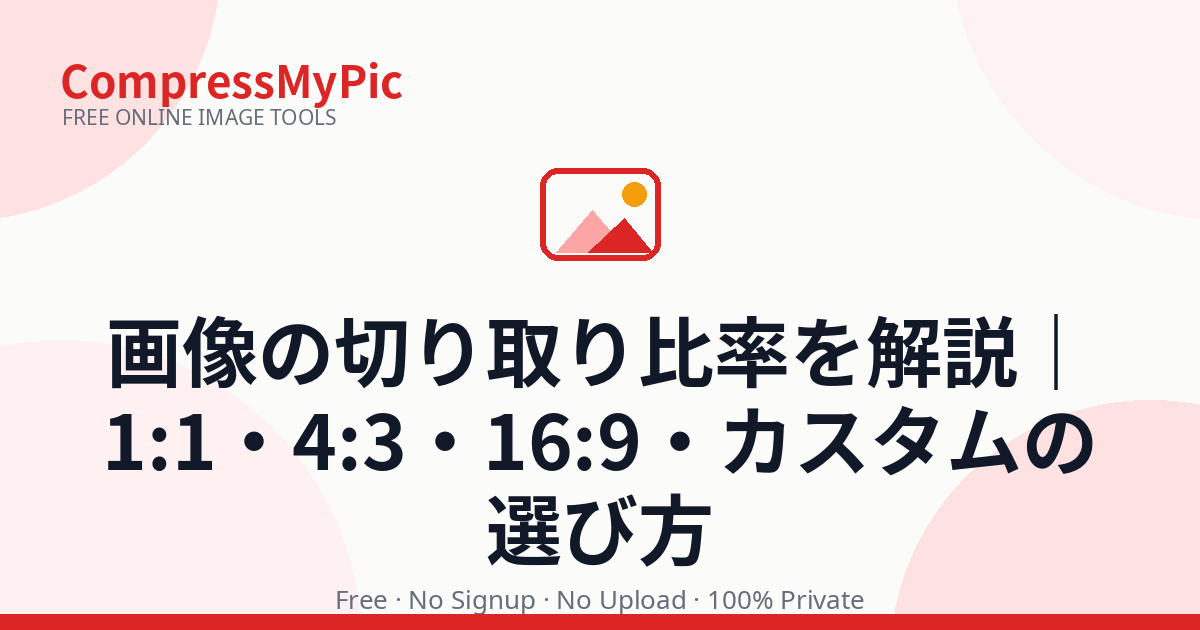 CompressMyPic
FREE ONLINE IMAGE TOOLS
画像の切り取り比率を解説｜
1:1・4:3・16:9・カスタムの
選び方
Free · No Signup · No Upload · 100% Private